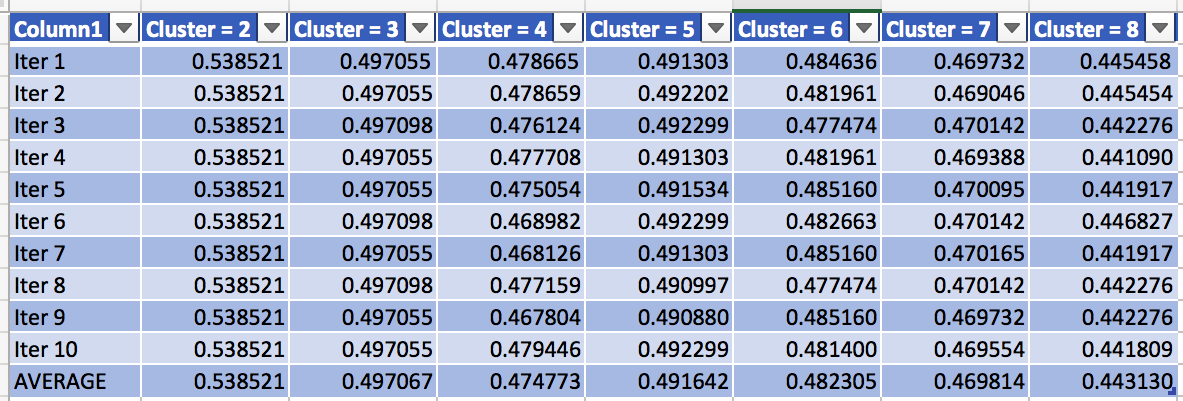 Column1 Cluster = 2 Cluster = 3 Cluster = 4 Cluster = 5 Cluster = 6 Cluster = 7 Cluster = 8
Iter 1 0.538521 0.497055 0.478665 0.491303 0.484636 0.469732 0.445458
Iter 2 0.538521 0.497055 0.478659 0.492202 0.481961 0.469046 0.445454
Iter 3 0.538521 0.497098 0.476124 0.492299 0.477474 0.470142 0.442276
Iter 4 0.538521 0.497055 0.477708 0.491303 0.481961 0.469388 0.441090
Iter 5 0.538521 0.497055 0.475054 0.491534 0.485160 0.470095 0.441917
Iter 6 0.538521 0.497098 0.468982 0.492299 0.482663 0.470142 0.446827
Iter 7 0.538521 0.497055 0.468126 0.491303 0.485160 0.470165 0.441917
Iter 8 0.538521 0.497098 0.477159 0.490997 0.477474 0.470142 0.442276
Iter 9 0.538521 0.497055 0.467804 0.490880 0.485160 0.469732 0.442276
Iter 10 0.538521 0.497055 0.479446 0.492299 0.481400 0.469554 0.441809
AVERAGE 0.538521 0.497067 0.474773 0.491642 0.482305 0.469814 0.443130